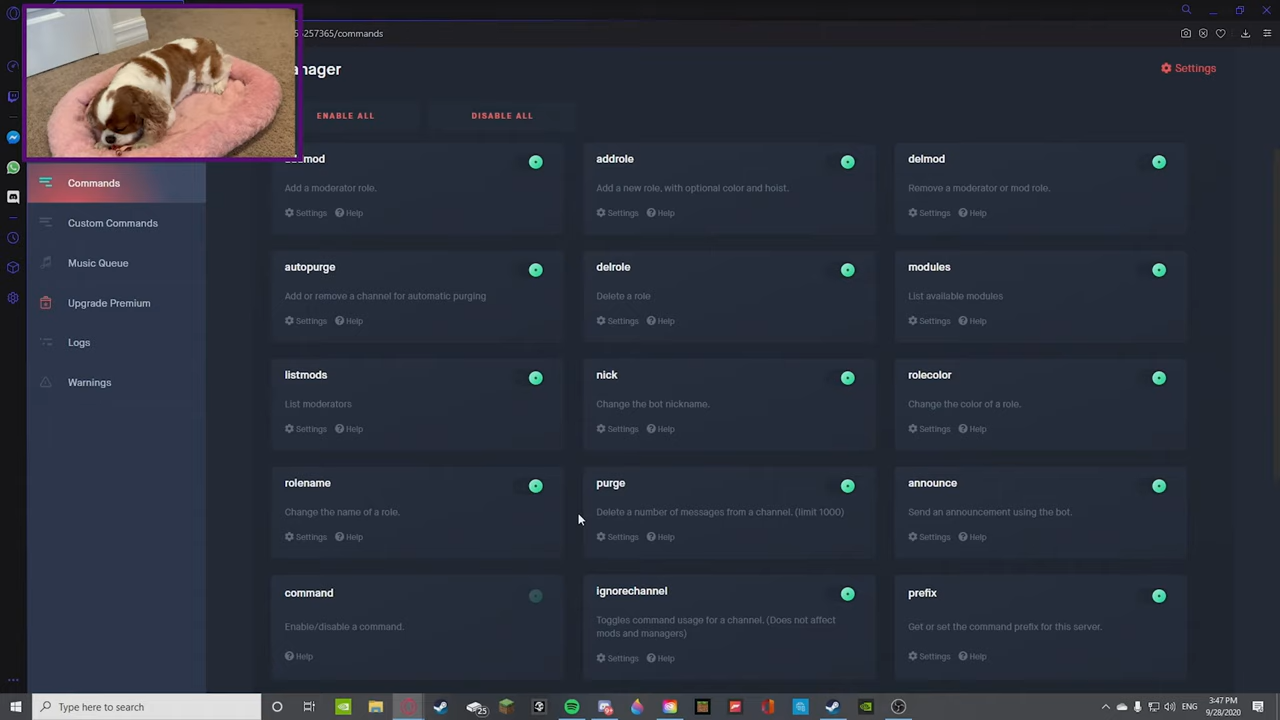 5257365/commands
anager
Settings
ENABLE ALL
DISABLE ALL
Commands
Custom Commands
Music Queue
Upgrade Premium
Logs
Warnings
mod
Add a moderator role.
Settings
Help
addrole
Add a new role, with optional color and hoist.
Settings
Help
delmod
Remove a moderator or mod role.
Settings
Help
autopurge
Add or remove a channel for automatic purging
Settings
Help
delrole
Delete a role
Settings
Help
modules
List available modules
Settings
Help
listmods
List moderators
Settings
Help
nick
Change the bot nickname.
Settings
Help
rolecolor
Change the color of a role.
Settings
Help
rolename
Change the name of a role.
Settings
Help
purge
Delete a number of messages from a channel. (limit 1000)
Settings
Help
announce
Send an announcement using the bot.
Settings
Help
command
Enable/disable a command.
Help
ignorechannel
Toggles command usage for a channel. (Does not affect
mods and managers)
Settings
Help
prefix
Get or set the command prefix for this server.
Settings
Help
Type here to search
25
3:47 PM
9/28/2020